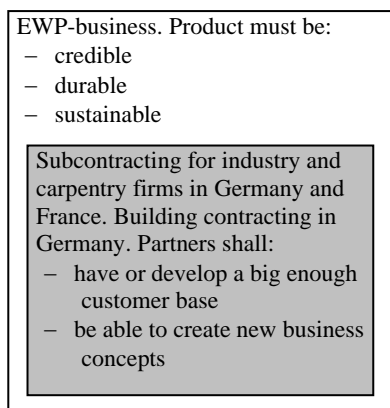 EWP-business. Product must be:
– credible
– durable
– sustainable
Subcontracting for industry and
carpentry firms in Germany and
France. Building contracting in
Germany. Partners shall:
– have or develop a big enough
customer base
– be able to create new business
concepts